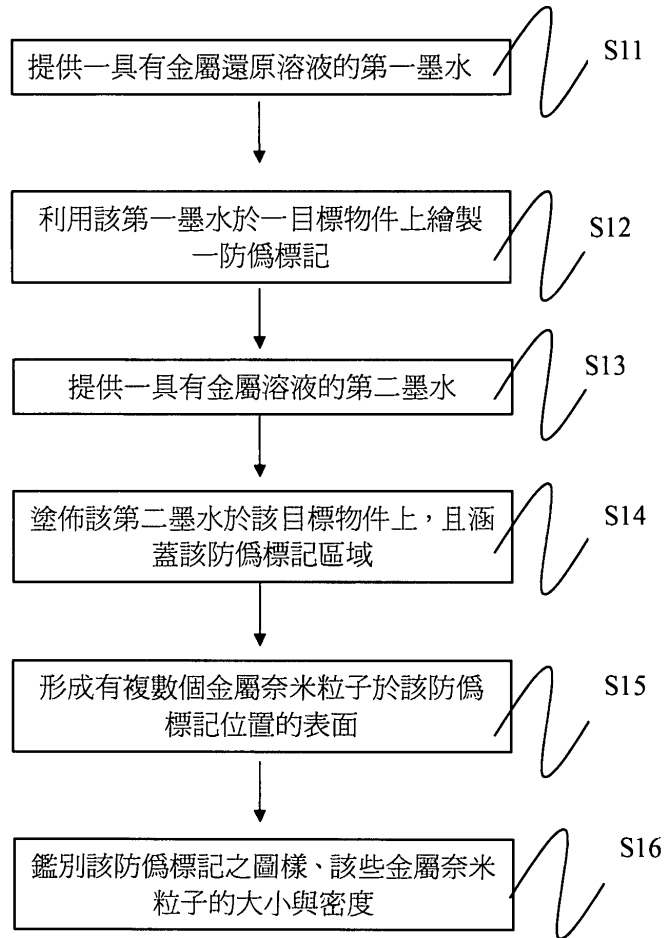 提供一具有金屬還原溶液的第一墨水
S11
利用該第一墨水於一目標物件上繪製
一防偽標記
S12
提供一具有金屬溶液的第二墨水
S13
塗佈該第二墨水於該目標物件上，且涵
蓋該防偽標記區域
S14
形成有複數個金屬奈米粒子於該防偽
標記位置的表面
S15
鑑別該防偽標記之圖樣、該些金屬奈米
粒子的大小與密度
S16